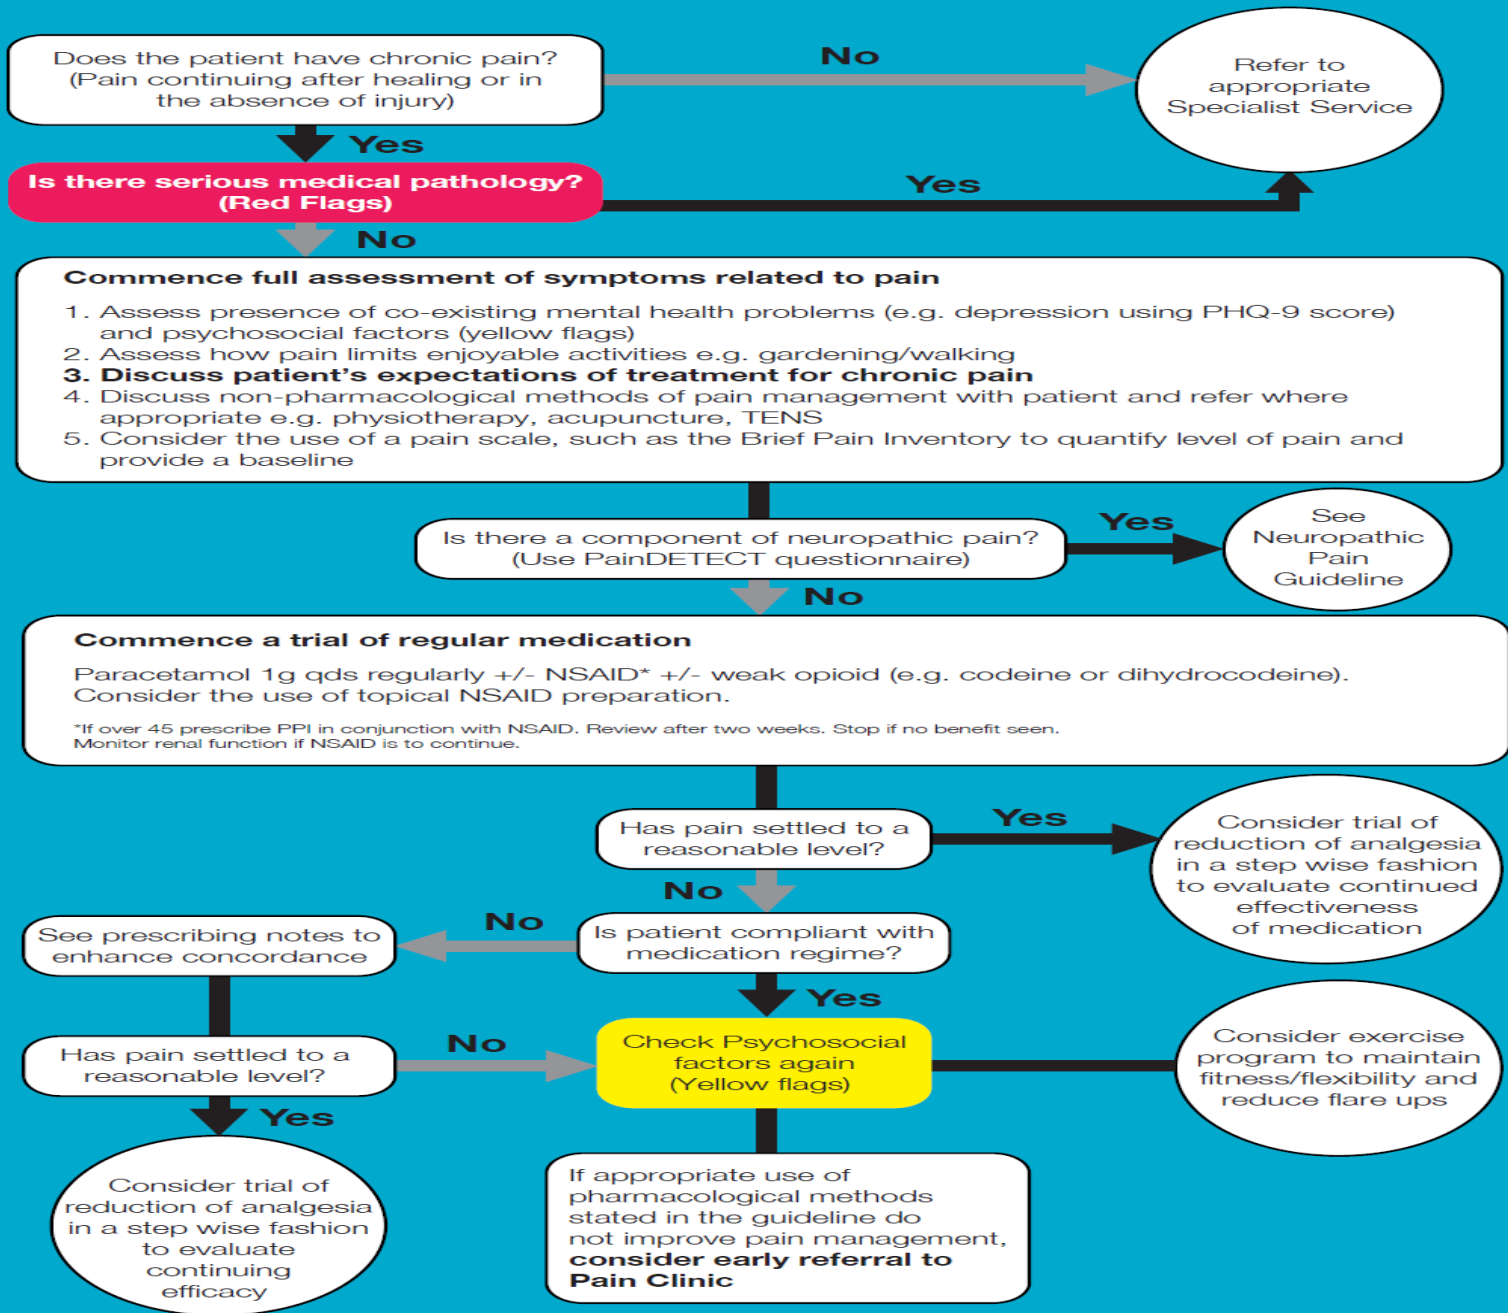 Does the patient have chronic pain?
(Pain continuing after healing or in
the absence of injury)
No
Refer to
appropriate
Specialist Service
Yes
Is there serious medical pathology?
(Red Flags)
Yes
No
Commence full assessment of symptoms related to pain
1. Assess presence of co-existing mental health problems (e.g. depression using PHQ-9 score)
and psychosocial factors (yellow flags)
2. Assess how pain limits enjoyable activities e.g. gardening/walking
3. Discuss patient's expectations of treatment for chronic pain
4. Discuss non-pharmacological methods of pain management with patient and refer where
appropriate e.g. physiotherapy, acupuncture, TENS
5. Consider the use of a pain scale, such as the Brief Pain Inventory to quantify level of pain and
provide a baseline
Is there a component of neuropathic pain?
(Use PainDETECT questionnaire)
Yes
See
Neuropathic
Pain
Guideline
No
Commence a trial of regular medication
Paracetamol 1g qds regularly +/- NSAID* +/- weak opioid (e.g. codeine or dihydrocodeine).
Consider the use of topical NSAID preparation.
*If over 45 prescribe PPI in conjunction with NSAID. Review after two weeks. Stop if no benefit seen.
Monitor renal function if NSAID is to continue.
Has pain settled to a
reasonable level?
Yes
Consider trial of
reduction of analgesia
in a step wise fashion
to evaluate continued
effectiveness
of medication
No
Is patient compliant with
medication regime?
No
See prescribing notes to
enhance concordance
Yes
Has pain settled to a
reasonable level?
No
Check Psychosocial
factors again
(Yellow flags)
Consider exercise
program to maintain
fitness/flexibility and
reduce flare ups
Yes
Consider trial of
reduction of analgesia
in a step wise fashion
to evaluate
continuing
efficacy
If appropriate use of
pharmacological methods
stated in the guideline do
not improve pain management,
consider early referral to
Pain Clinic